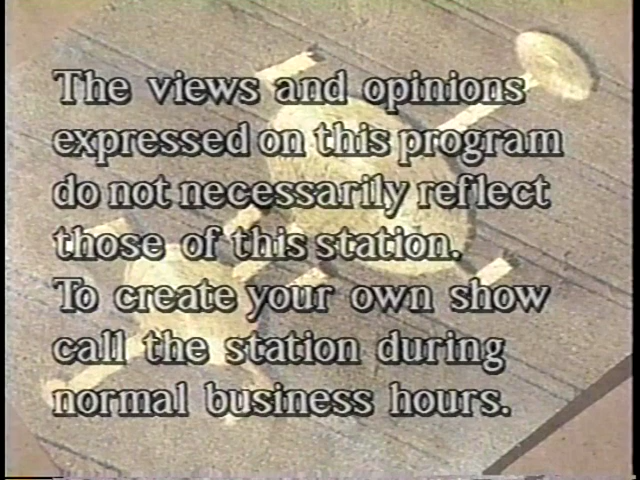 The views and opinions
expressed on this program
do not necessarily reflect
those of this station.
To create your own show
call the station during
normal business hours.